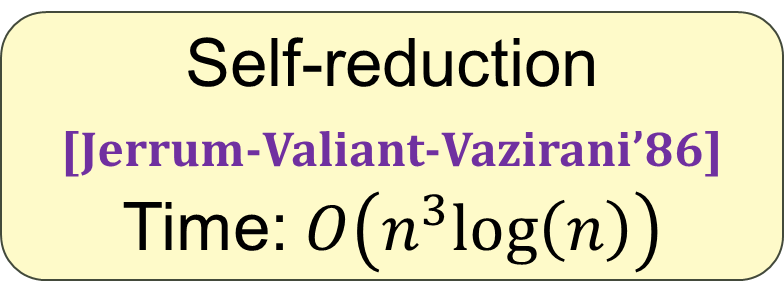 Self-reduction
[Jerrum-Valiant-Vazirani’86]
Time: O(n³log(n))